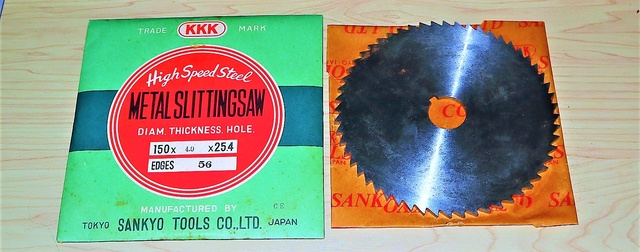 TRADE KKK MARK
High Speed Steel
METAL SLITTINGSAW
DIAM. THICKNESS. HOLE.
150x 4.0 x25.4
EDGES 56
MANUFACTURED BY
TOKYO SANKYO TOOLS CO.,LTD. JAPAN
SANK